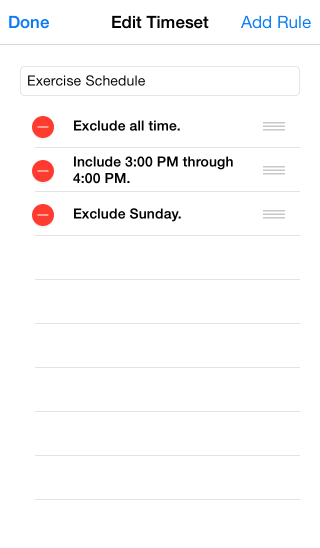 Done Edit Timeset Add Rule
Exercise Schedule
Exclude all time.
Include 3:00 PM through
4:00 PM.
Exclude Sunday.